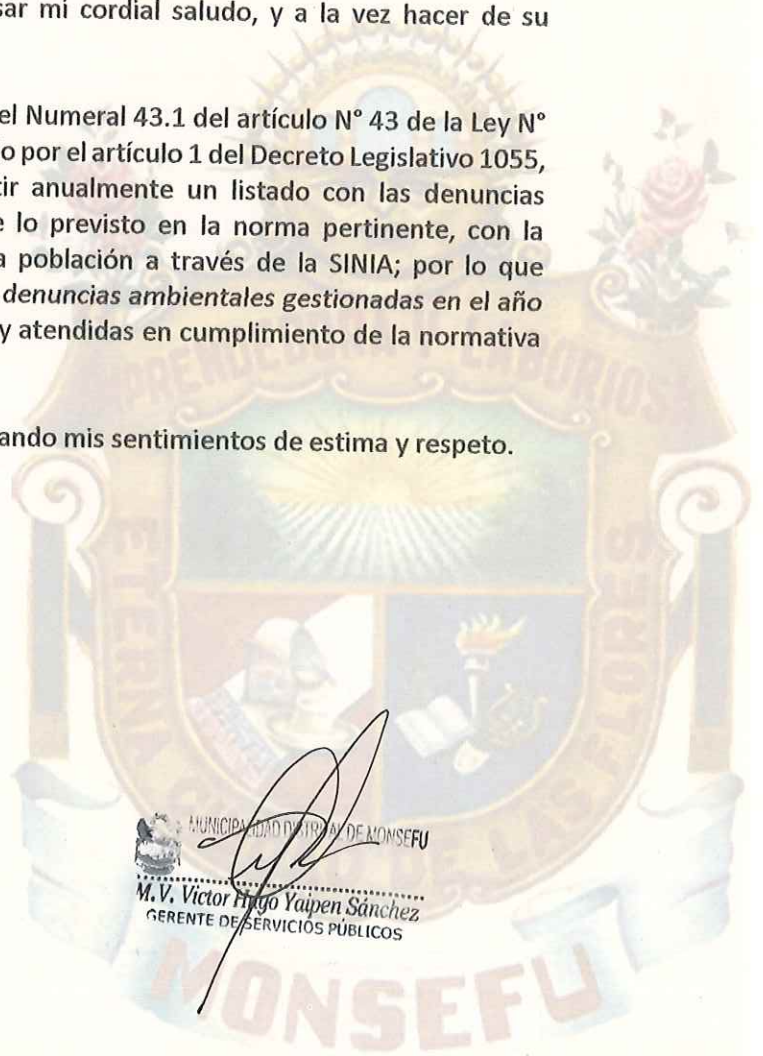 sar mi cordial saludo, y a la vez hacer de su
el Numeral 43.1 del artículo N° 43 de la Ley N°
o por el artículo 1 del Decreto Legislativo 1055,
tir anualmente un listado con las denuncias
e lo previsto en la norma pertinente, con la
a población a través de la SINIA; por lo que
denuncias ambientales gestionadas en el año
y atendidas en cumplimiento de la normativa
ando mis sentimientos de estima y respeto.
ETERNA
DE LAS FLORES
MUNICIPALIDAD DISTRITAL DE MONSEFU
M.V. Victor Hugo Yaipen Sánchez
GERENTE DE SERVICIOS PÚBLICOS
MONSEFU